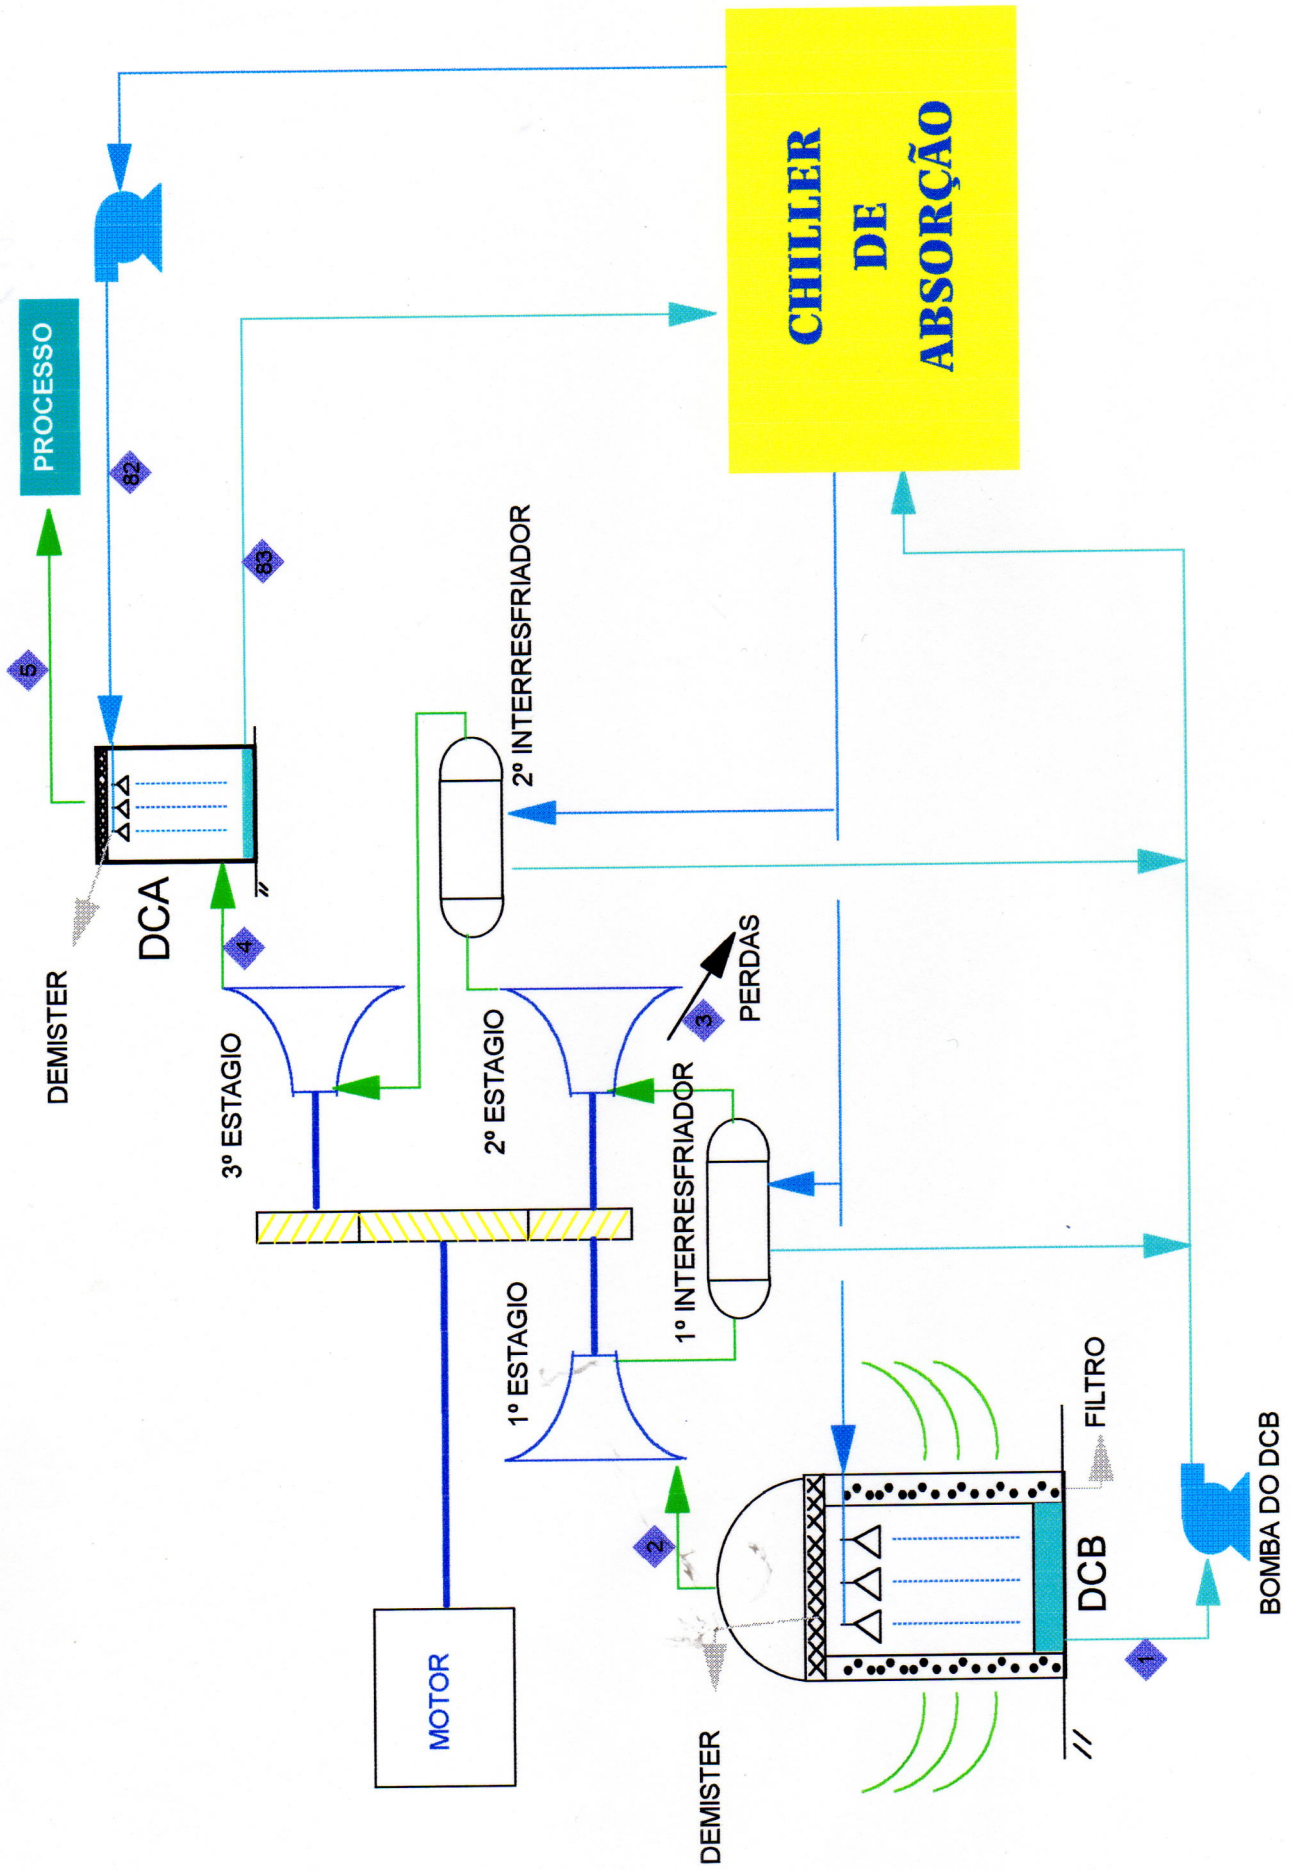 DEMISTER
DCA
5
PROCESSO
82
83
4
3º ESTAGIO
2º INTERRESFRIADOR
2º ESTAGIO
3
PERDAS
CHILLER
DE
ABSORÇÃO
MOTOR
1º ESTAGIO
1º INTERRESFRIADOR
2
DEMISTER
FILTRO
DCB
1
BOMBA DO DCB